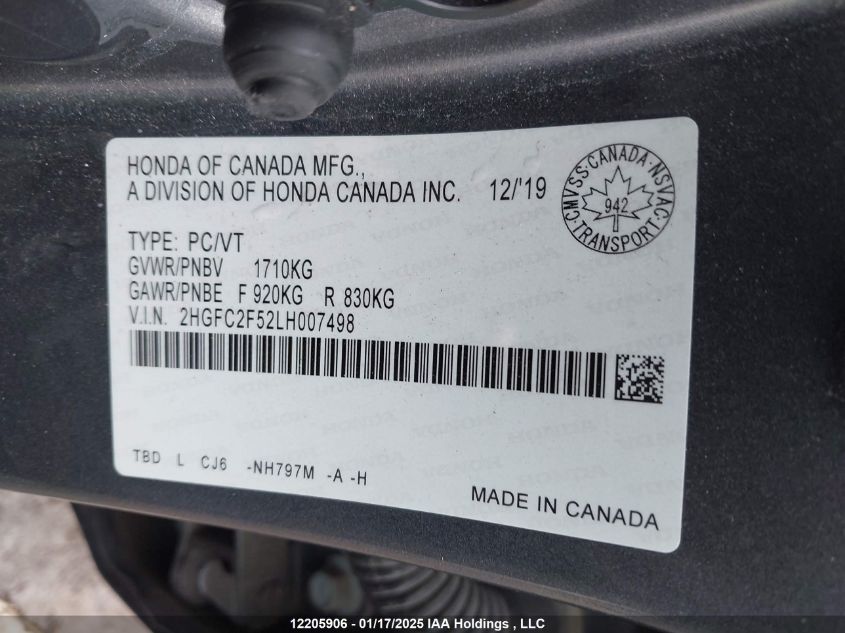 HONDA OF CANADA MFG.,
A DIVISION OF HONDA CANADA INC. 12/'19
CMVSS · CANADA · NSVAC
942
TRANSPORT
TYPE: PC/VT
GVWR/PNBV 1710KG
GAWR/PNBE F 920KG R 830KG
V.I.N. 2HGFC2F52LH007498
TBD L CJ6 -NH797M -A -H
MADE IN CANADA
12205906 - 01/17/2025 IAA Holdings , LLC